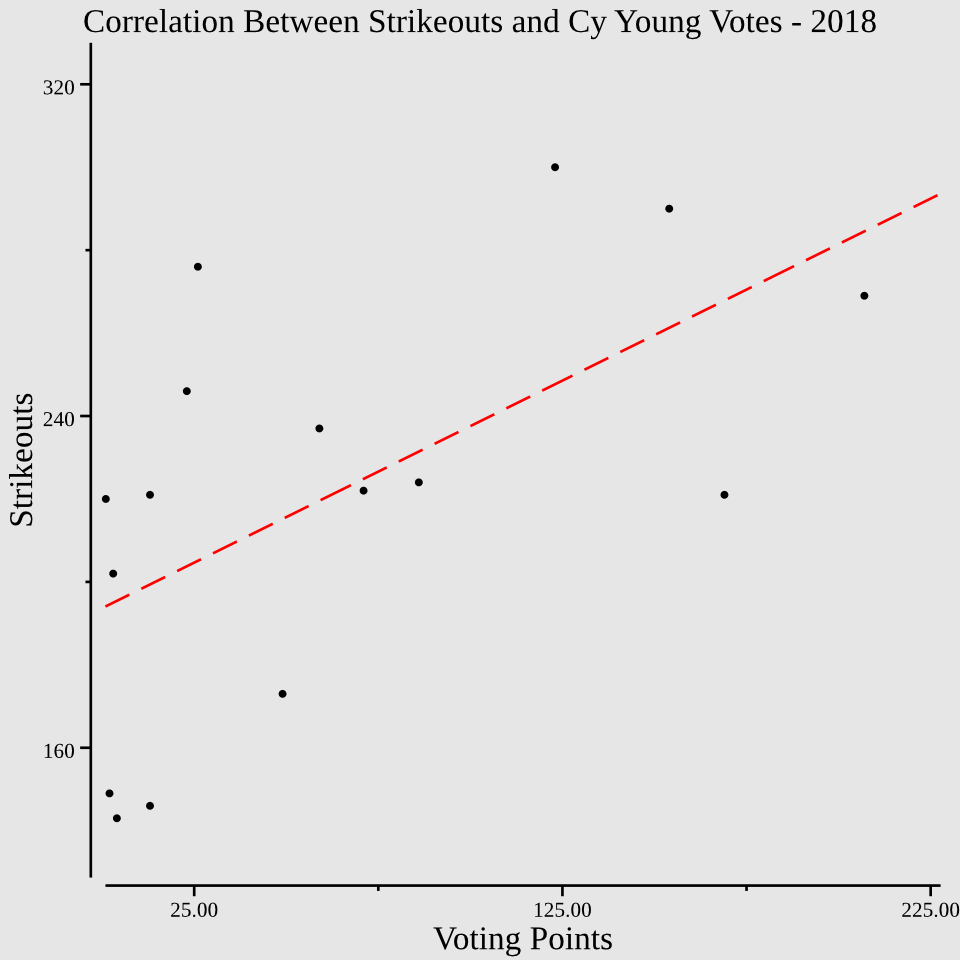 Correlation Between Strikeouts and Cy Young Votes - 2018
320
240
160
Strikeouts
25.00 125.00 225.00
Voting Points